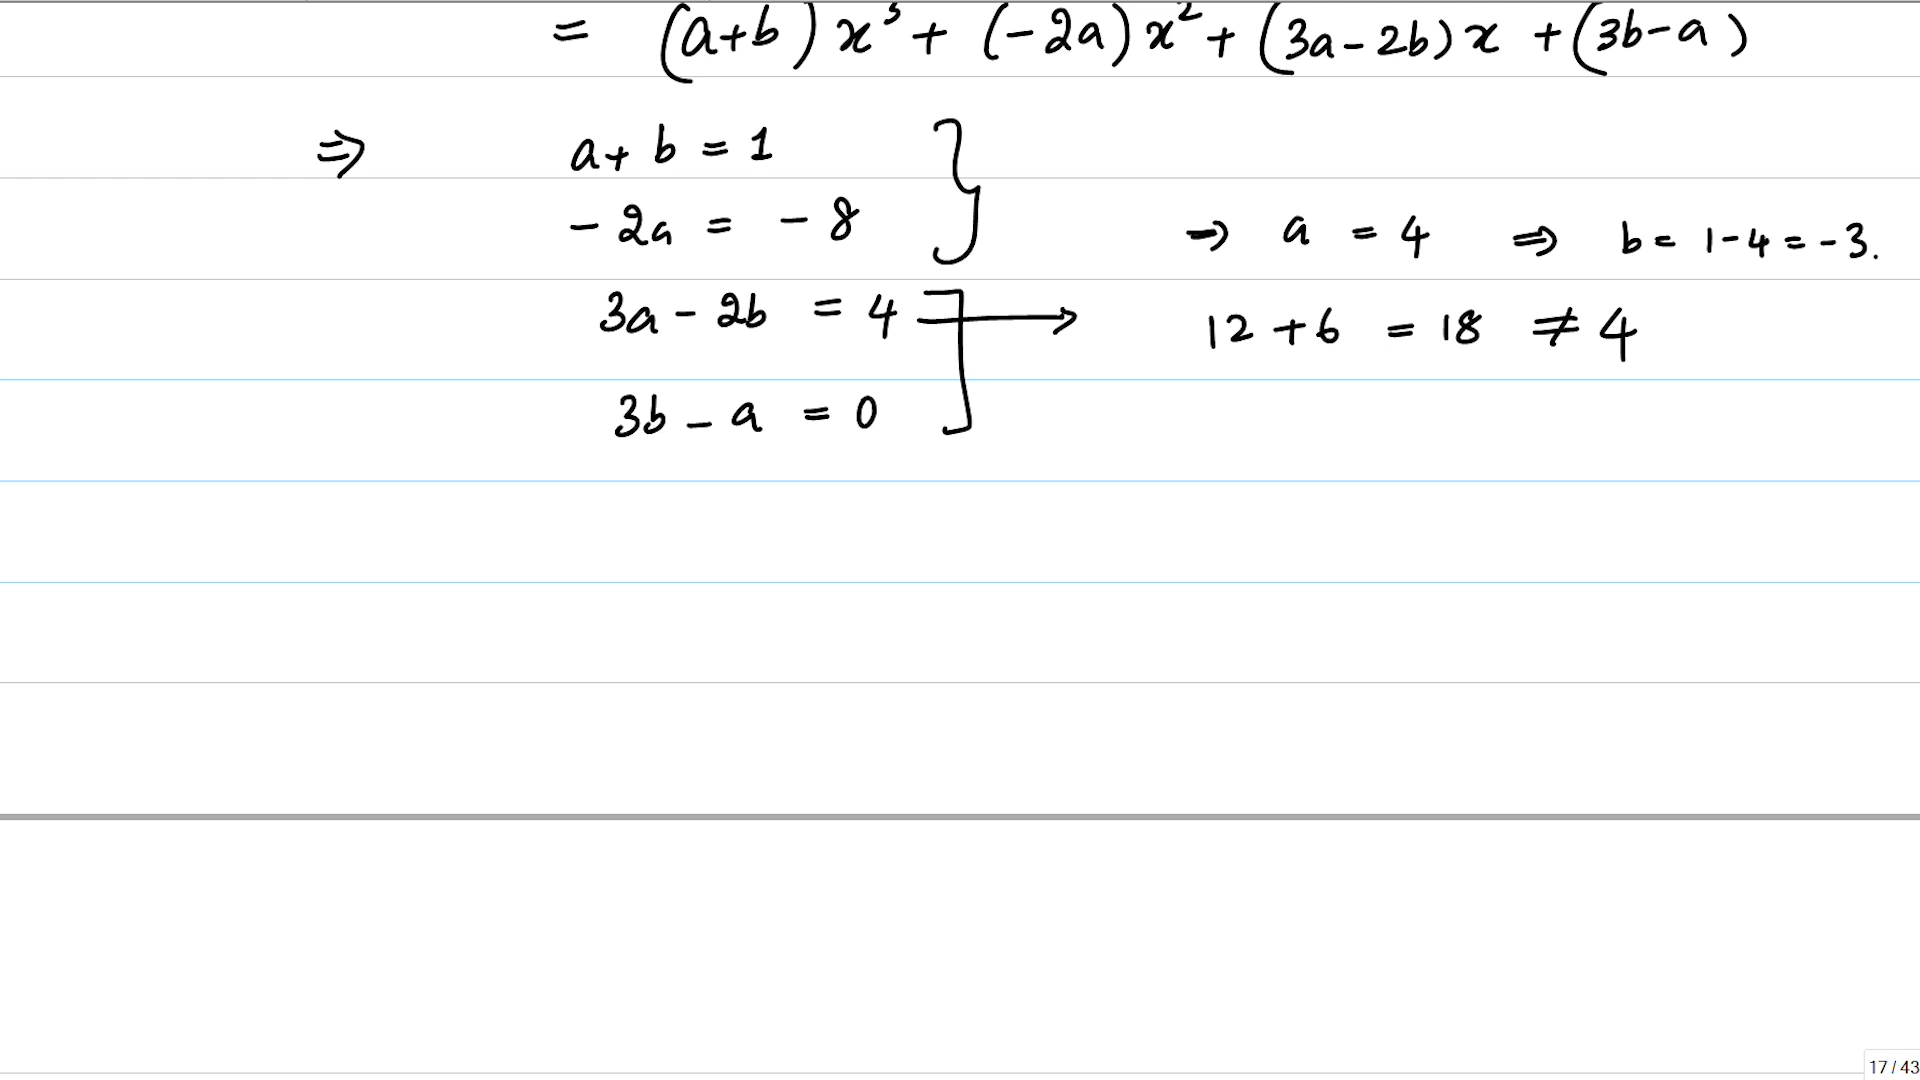 = (a+b) x³ + (-2a) x² + (3a-2b) x + (3b-a)
⇒ a+b = 1
-2a = -8 ⇒ a = 4 ⇒ b = 1-4 = -3.
3a-2b = 4 → 12+6 = 18 ≠ 4
3b-a = 0
17 / 43